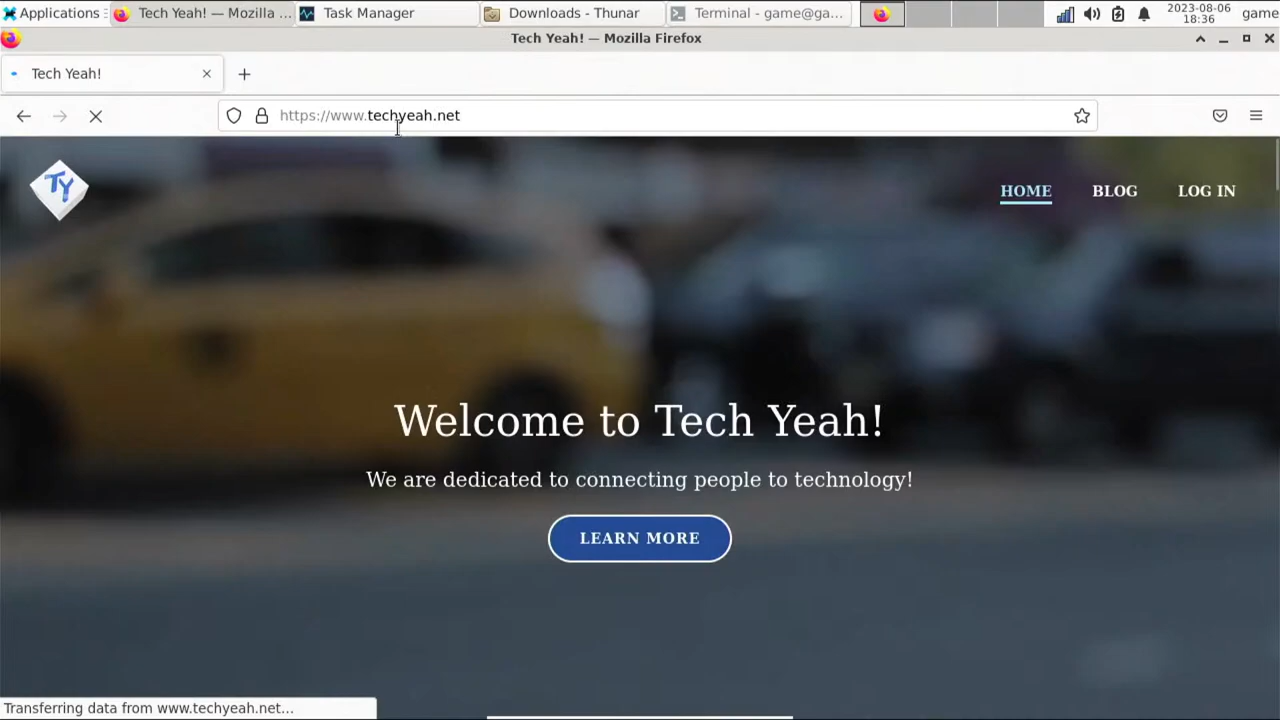 Applications
Tech Yeah! — Mozilla ...
Task Manager
Downloads - Thunar
Terminal - game@ga...
2023-08-06
18:36
game
Tech Yeah! — Mozilla Firefox
Tech Yeah!
https://www.techyeah.net
TY
HOME
BLOG
LOG IN
Welcome to Tech Yeah!
We are dedicated to connecting people to technology!
LEARN MORE
Transferring data from www.techyeah.net...